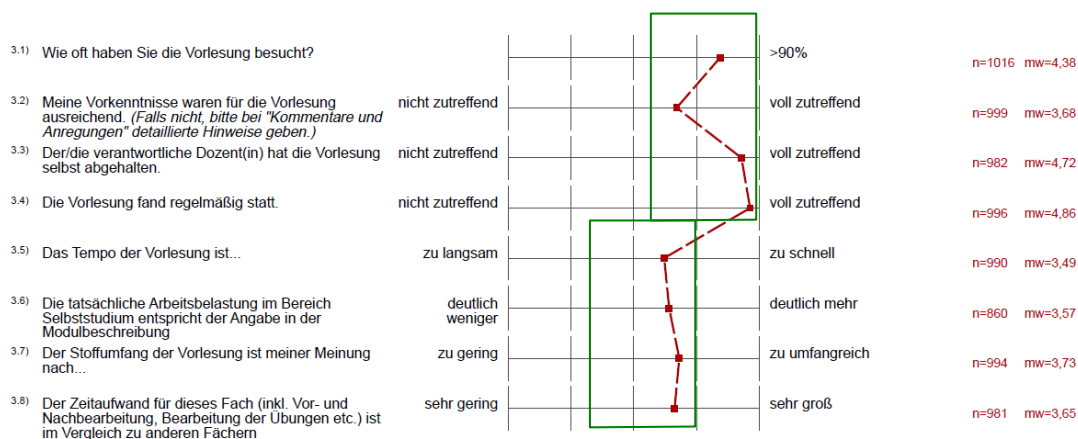 3.1) Wie oft haben Sie die Vorlesung besucht? >90% n=1016 mw=4,38
3.2) Meine Vorkenntnisse waren für die Vorlesung
ausreichend. (Falls nicht, bitte bei "Kommentare und
Anregungen" detaillierte Hinweise geben.)
nicht zutreffend voll zutreffend n=999 mw=3,68
3.3) Der/die verantwortliche Dozent(in) hat die Vorlesung
selbst abgehalten.
nicht zutreffend voll zutreffend n=982 mw=4,72
3.4) Die Vorlesung fand regelmäßig statt. nicht zutreffend voll zutreffend n=996 mw=4,86
3.5) Das Tempo der Vorlesung ist... zu langsam zu schnell n=990 mw=3,49
3.6) Die tatsächliche Arbeitsbelastung im Bereich
Selbststudium entspricht der Angabe in der
Modulbeschreibung
deutlich
weniger
deutlich mehr n=860 mw=3,57
3.7) Der Stoffumfang der Vorlesung ist meiner Meinung
nach...
zu gering zu umfangreich n=994 mw=3,73
3.8) Der Zeitaufwand für dieses Fach (inkl. Vor- und
Nachbearbeitung, Bearbeitung der Übungen etc.) ist
im Vergleich zu anderen Fächern
sehr gering sehr groß n=981 mw=3,65